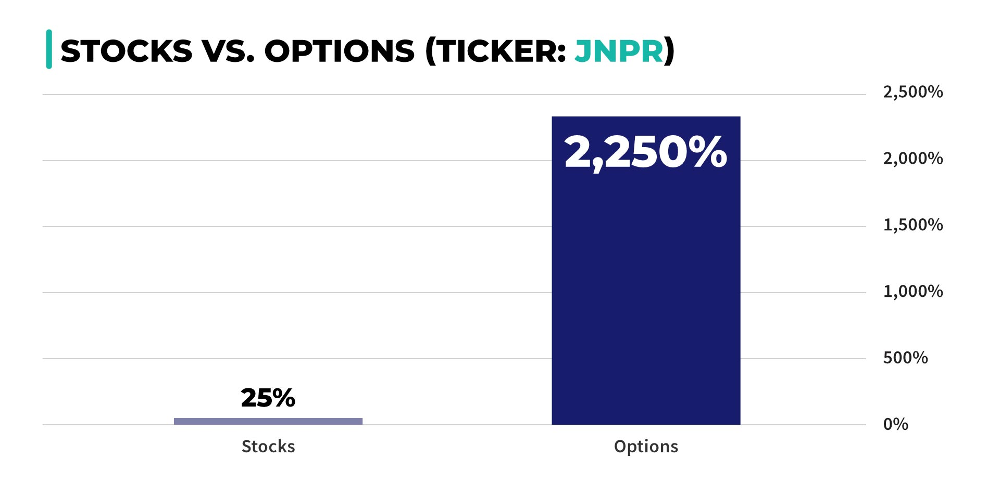 STOCKS VS. OPTIONS (TICKER: JNPR)
2,500%
2,250%
2,000%
1,500%
1,000%
500%
25%
0%
Stocks
Options